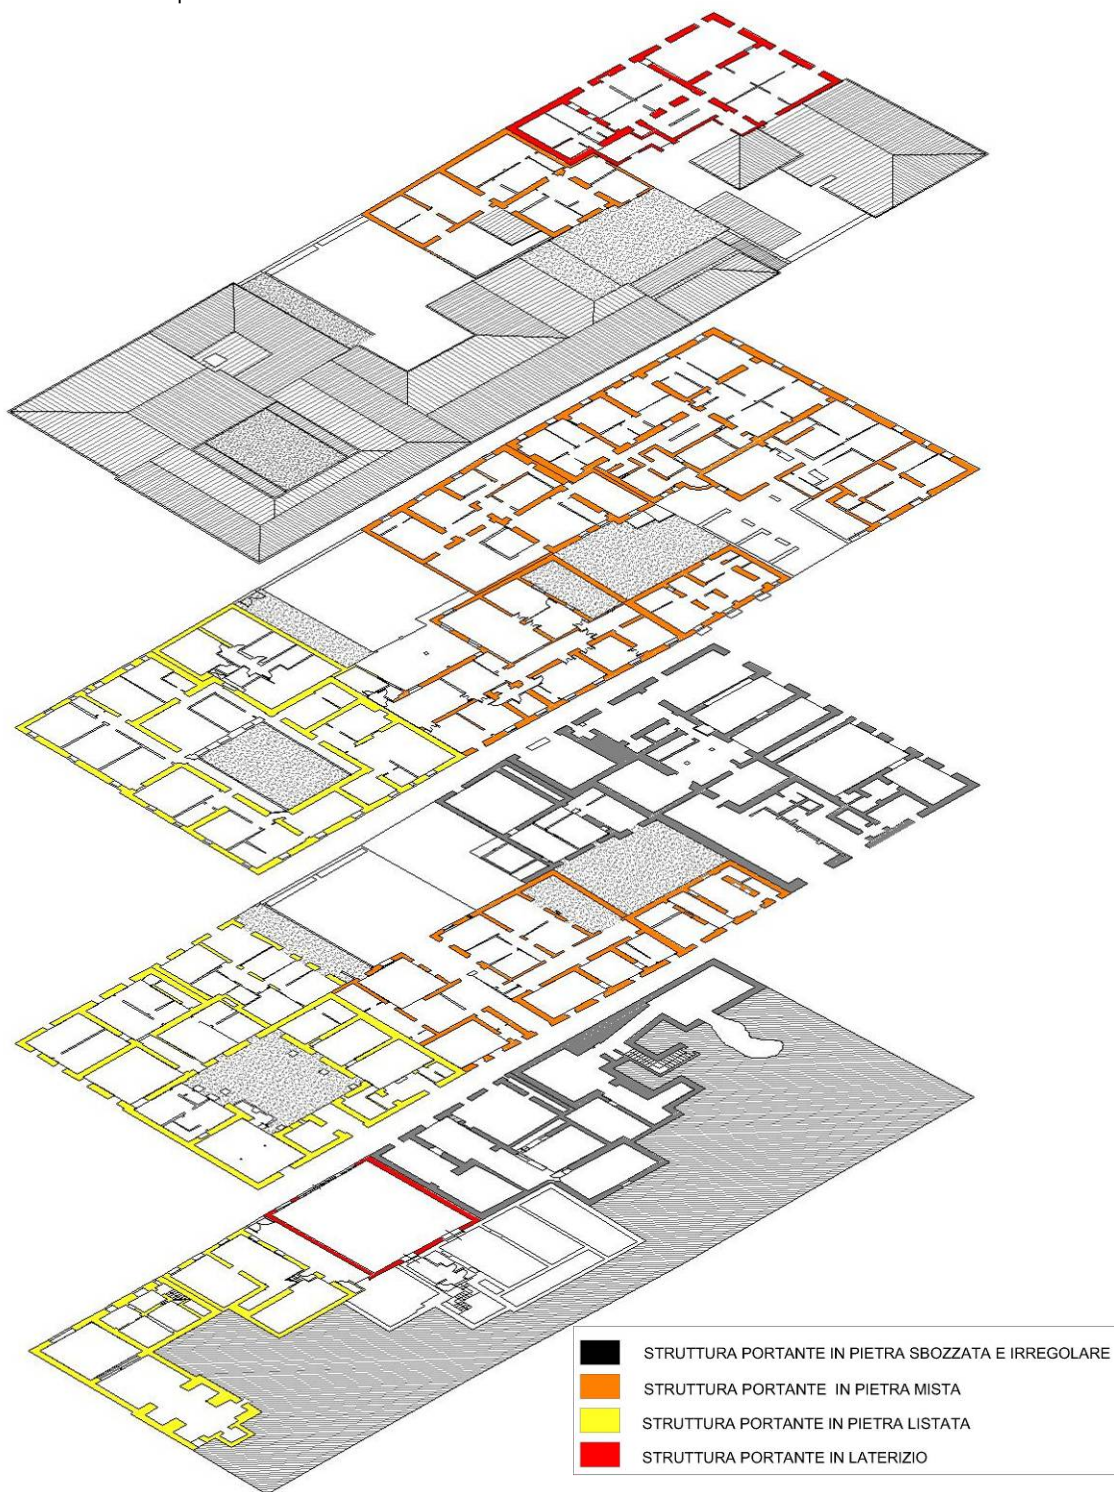 STRUTTURA PORTANTE IN PIETRA SBOZZATA E IRREGOLARE
STRUTTURA PORTANTE IN PIETRA MISTA
STRUTTURA PORTANTE IN PIETRA LISTATA
STRUTTURA PORTANTE IN LATERIZIO